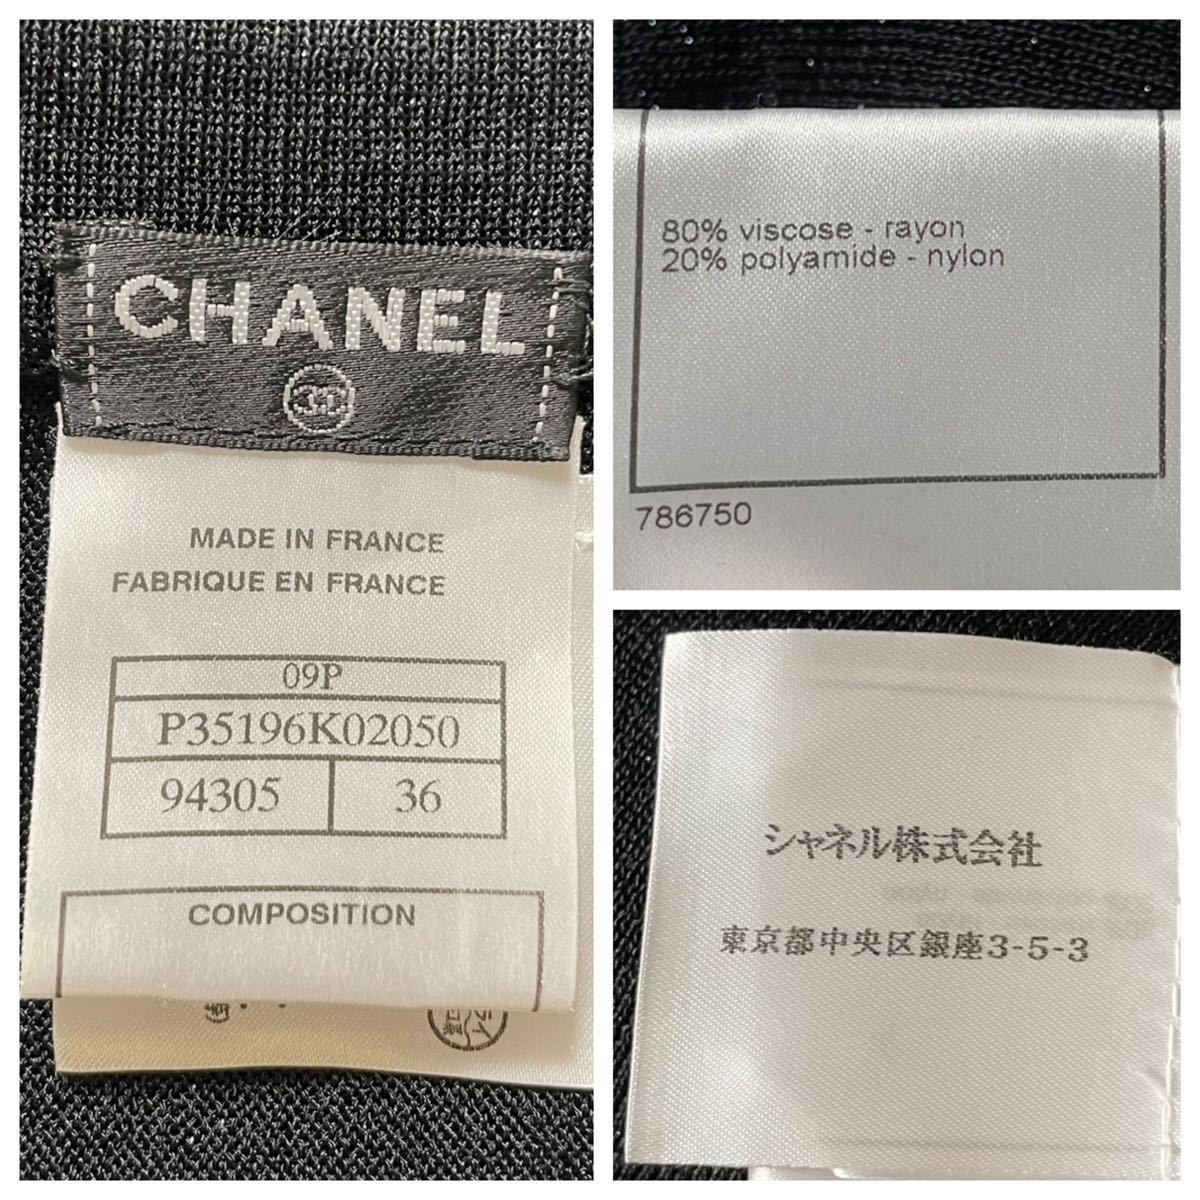 CHANEL
MADE IN FRANCE
FABRIQUE EN FRANCE
09P
P35196K02050
94305 36
COMPOSITION
80% viscose - rayon
20% polyamide - nylon
786750
シャネル株式会社
東京都中央区銀座3-5-3